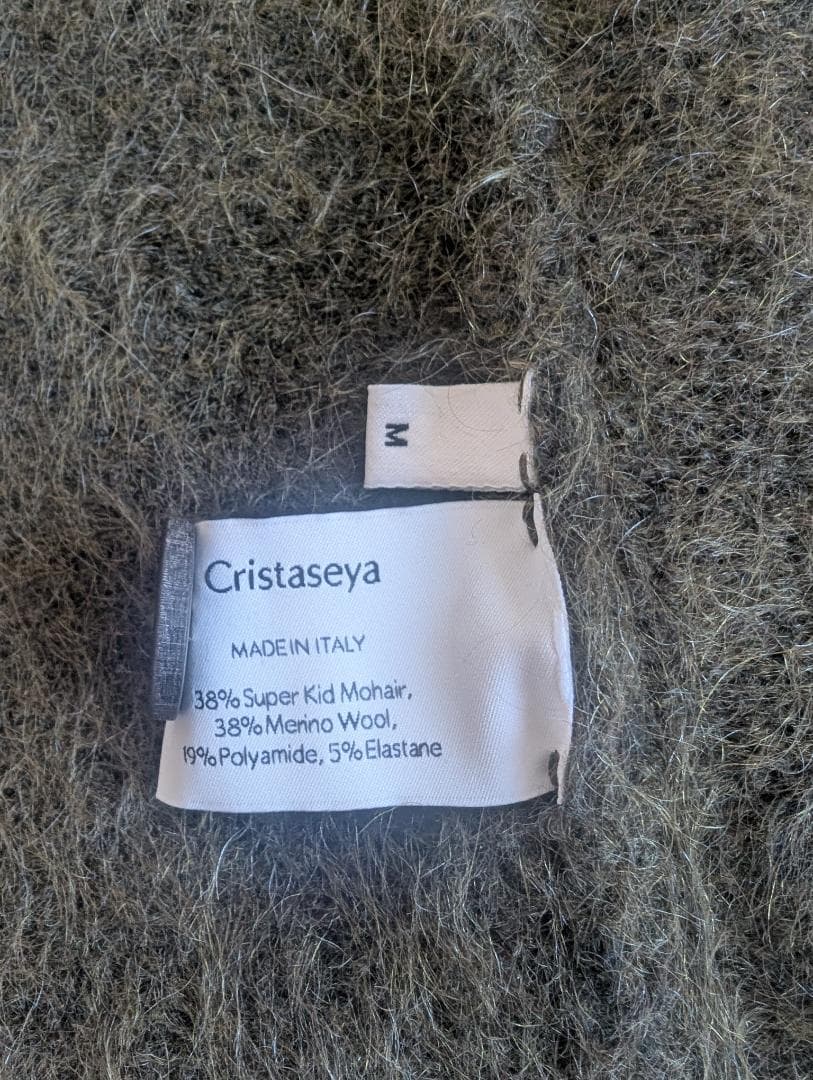 M
Cristaseya
MADE IN ITALY
38% Super Kid Mohair,
38% Merino Wool,
19% Polyamide, 5% Elastane